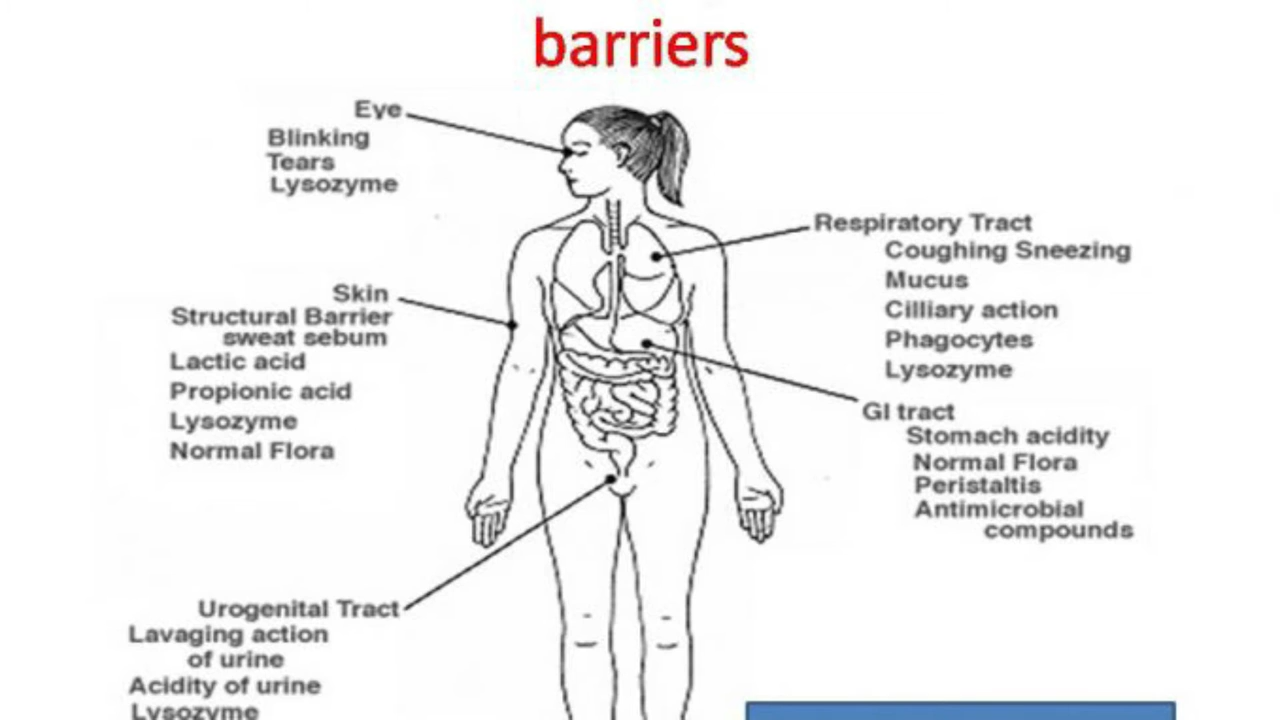 barriers
Eye
Blinking
Tears
Lysozyme
Skin
Structural Barrier
sweat sebum
Lactic acid
Propionic acid
Lysozyme
Normal Flora
Urogenital Tract
Lavaging action
of urine
Acidity of urine
Lysozyme
Respiratory Tract
Coughing Sneezing
Mucus
Cilliary action
Phagocytes
Lysozyme
GI tract
Stomach acidity
Normal Flora
Peristaltis
Antimicrobial
compounds